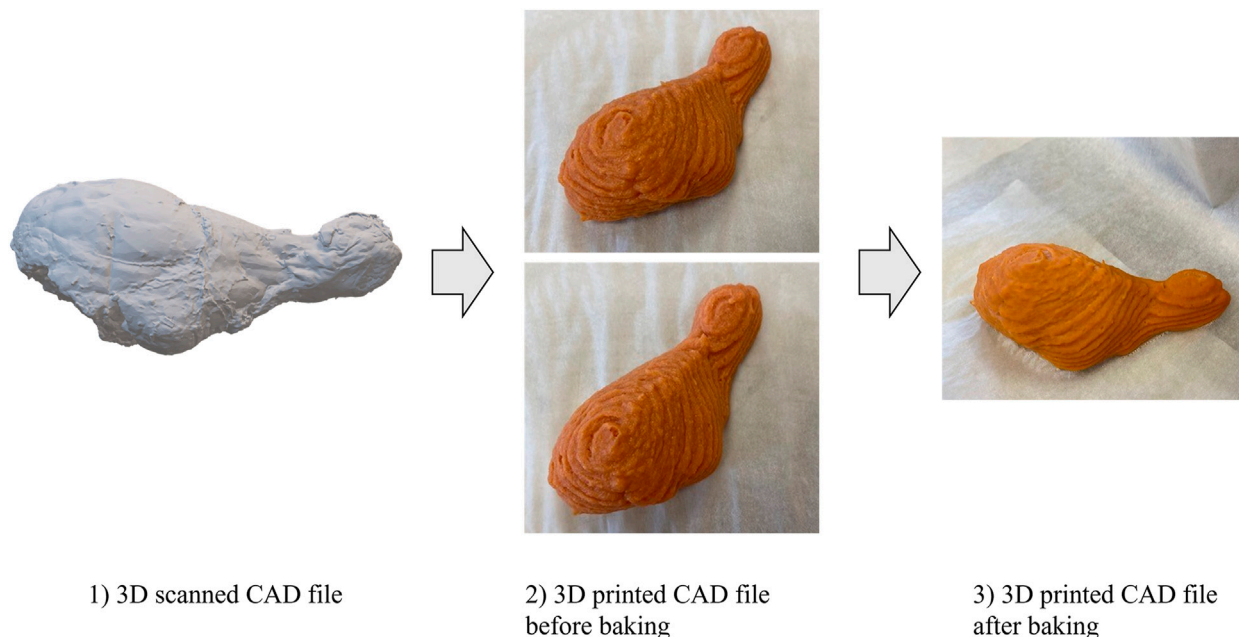 1) 3D scanned CAD file
2) 3D printed CAD file
before baking
3) 3D printed CAD file
after baking